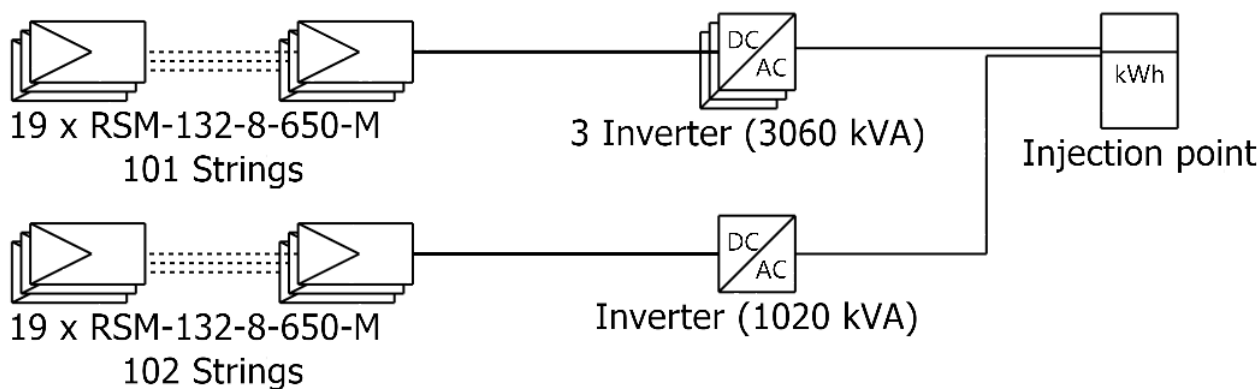 DC
AC
kWh
19 x RSM-132-8-650-M
101 Strings
3 Inverter (3060 kVA)
Injection point
DC
AC
19 x RSM-132-8-650-M
102 Strings
Inverter (1020 kVA)